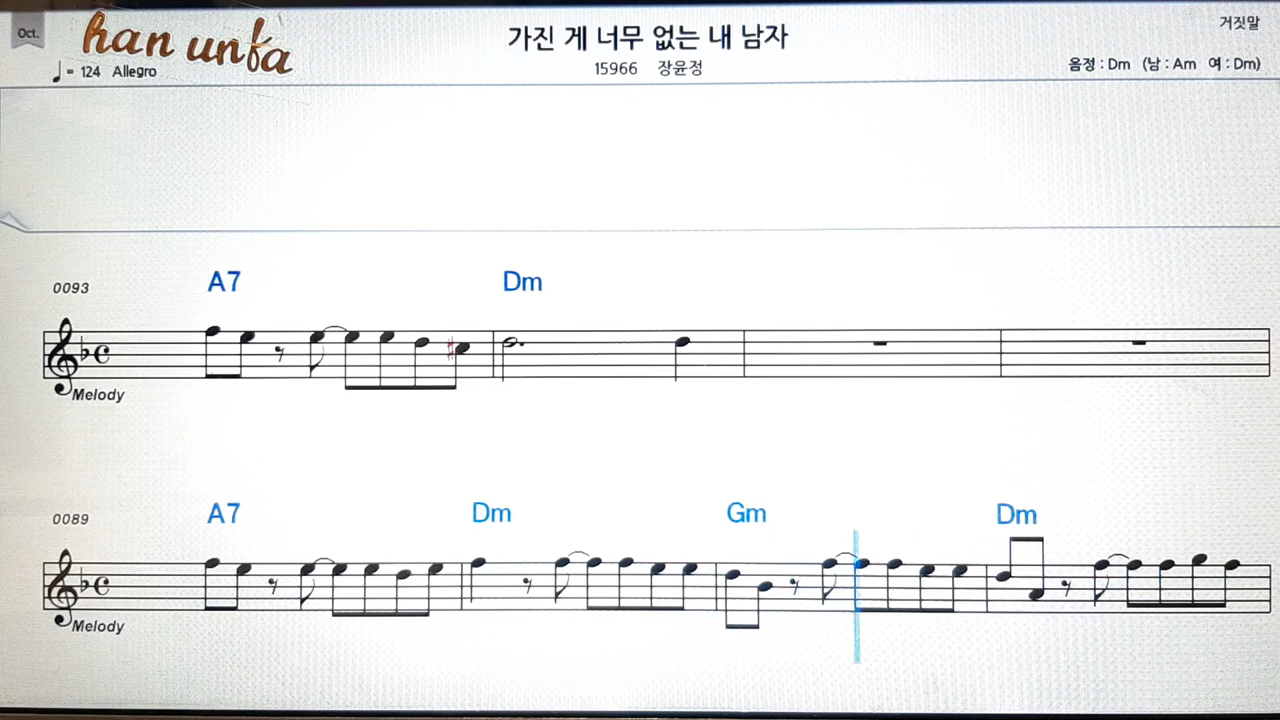 Oct.
han unfa
가진 게 너무 없는 내 남자
거짓말
= 124 Allegro
15966 장윤정
음정 : Dm (남 : Am 여 : Dm)
0093
A7 Dm
Melody
0089
A7 Dm Gm Dm
Melody